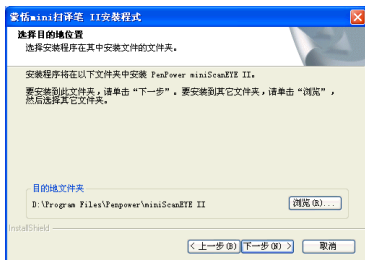 蒙恬mini扫译笔 II安装程式
选择目的地位置
选择安装程序在其中安装文件的文件夹。
安装程序将在以下文件夹中安装 PenPower miniScanEYE II。
要安装到此文件夹，请单击“下一步”。要安装到其它文件夹，请单击“浏览”，
然后选择其它文件夹。
目的地文件夹
D:\Program Files\Penpower\miniScanEYE II
浏览(R)...
InstallShield
< 上一步(B)
下一步(N) >
取消